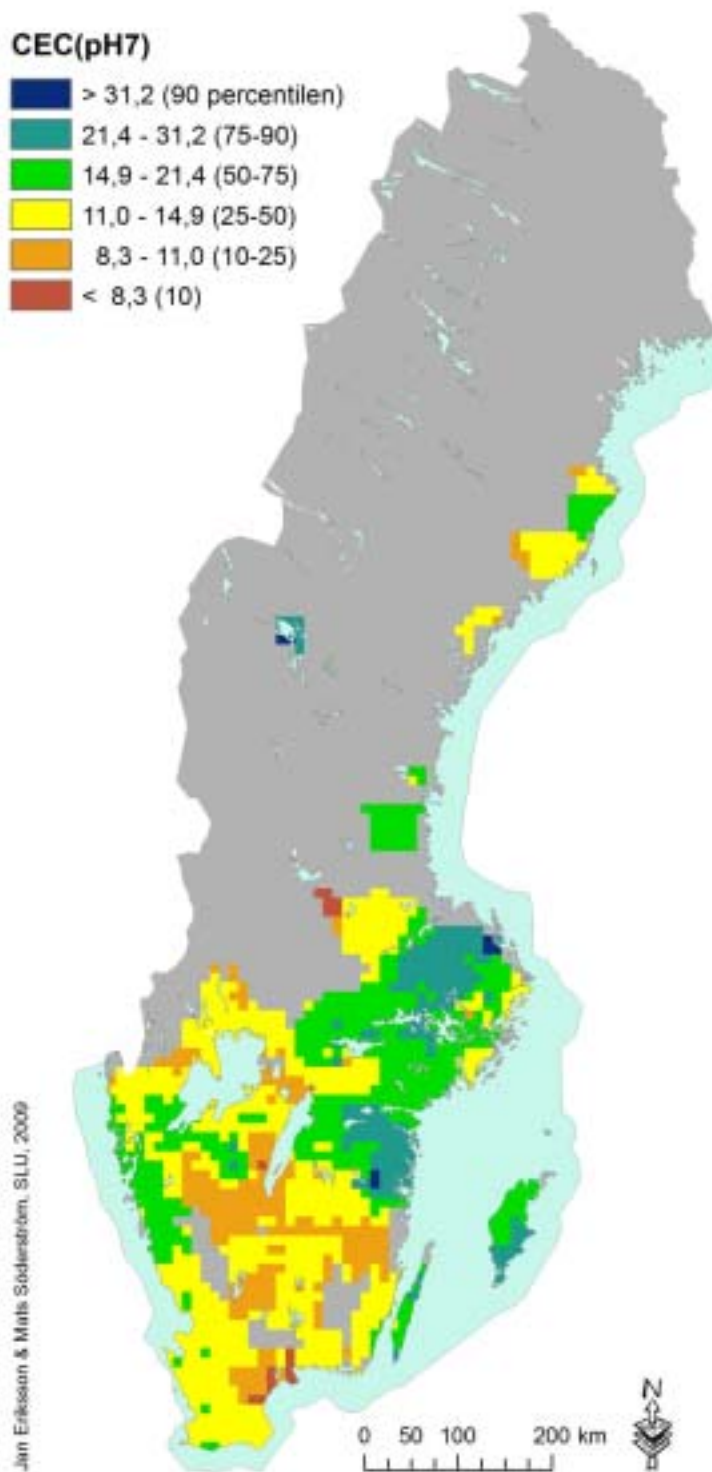 CEC(pH7)
> 31,2 (90 percentilen)
21,4 - 31,2 (75-90)
14,9 - 21,4 (50-75)
11,0 - 14,9 (25-50)
8,3 - 11,0 (10-25)
< 8,3 (10)
Jan Eriksson & Mats Söderström, SLU, 2009
N
0 50 100 200 km